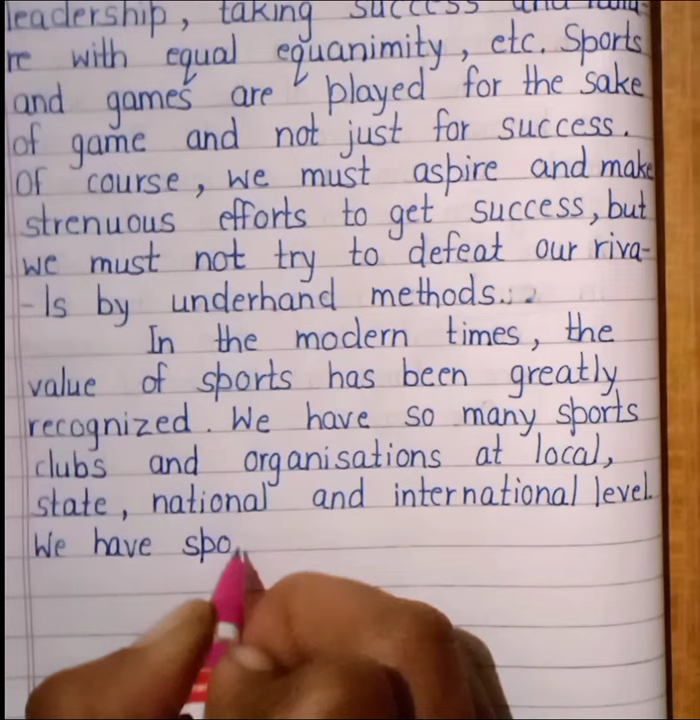 leadership, taking success and
re with equal equanimity, etc. Sports
and games are played for the sake
of game and not just for success.
Of course, we must aspire and make
strenuous efforts to get success, but
we must not try to defeat our riva-
-ls by underhand methods.
In the modern times, the
value of sports has been greatly
recognized. We have so many sports
clubs and organisations at local,
state, national and international level.
We have spo